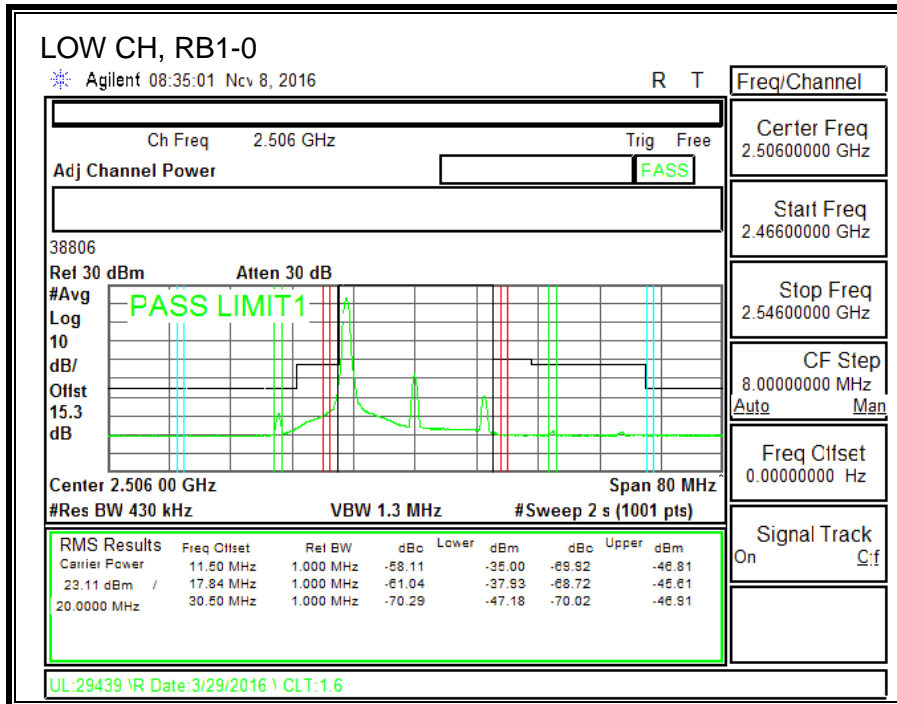 LOW CH, RB1-0
Agilent 08:35:01 Nov 8, 2016 R T
Freq/Channel
Ch Freq 2.506 GHz Trig Free
Adj Channel Power PASS
Center Freq
2.50600000 GHz
Start Freq
2.46600000 GHz
Stop Freq
2.54600000 GHz
CF Step
8.00000000 MHz
Auto Man
Freq Offset
0.00000000 Hz
Signal Track
On Off
38806
Ref 30 dBm Atten 30 dB
#Avg
Log
10
dB/
Offst
15.3
dB
PASS LIMIT1
Center 2.506 00 GHz Span 80 MHz
#Res BW 430 kHz VBW 1.3 MHz #Sweep 2 s (1001 pts)
RMS Results Freq Offset Ref BW dBc Lower dBm dBc Upper dBm
Carrier Power 11.50 MHz 1.000 MHz -58.11 -35.00 -69.92 -46.81
23.11 dBm / 17.84 MHz 1.000 MHz -61.04 -37.93 -68.72 -45.61
20.0000 MHz 30.50 MHz 1.000 MHz -70.29 -47.18 -70.02 -46.91
UL:29439 \R Date:3/29/2016 \ CLT:1.6